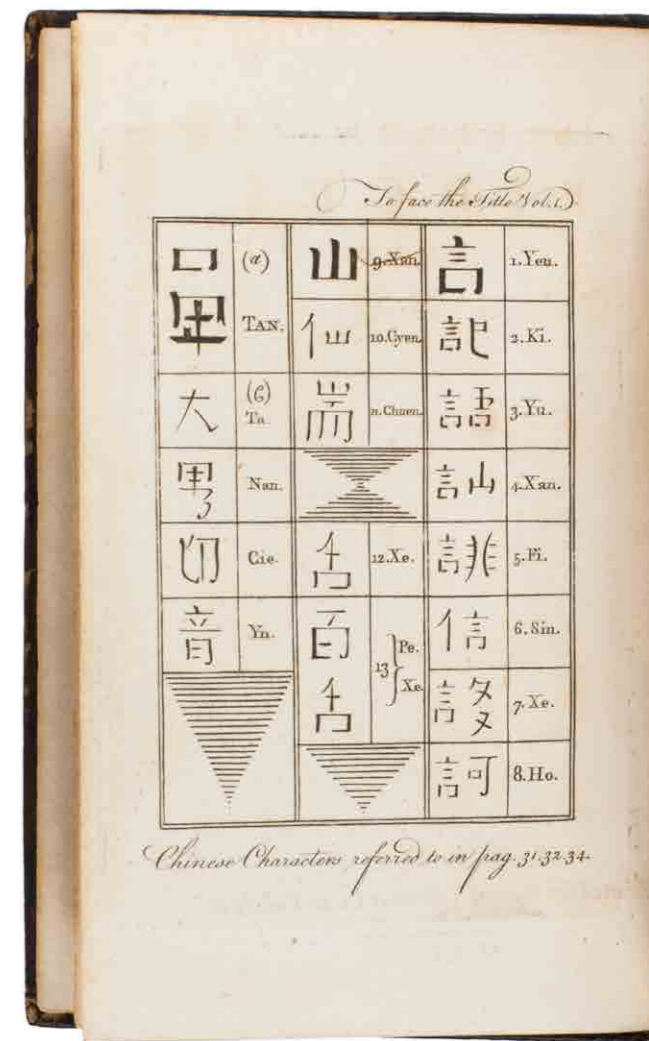 To face the Title Vol. 1.
口 (a)
TAN.
大 (b) Ta
男 Nan.
切 Cie.
音 Yn.
山 9. Xan.
仙 10. Cyen.
耑 11. Chuen.
舌 12. Xe.
百 13 Pe.
舌 Xe.
言 1. Yen.
記 2. Ki.
語 3. Yu.
訕 4. Xan.
誹 5. Fi.
信 6. Sin.
設 7. Xe.
訶 8. Ho.
Chinese Characters referred to in pag. 31. 32. 34.